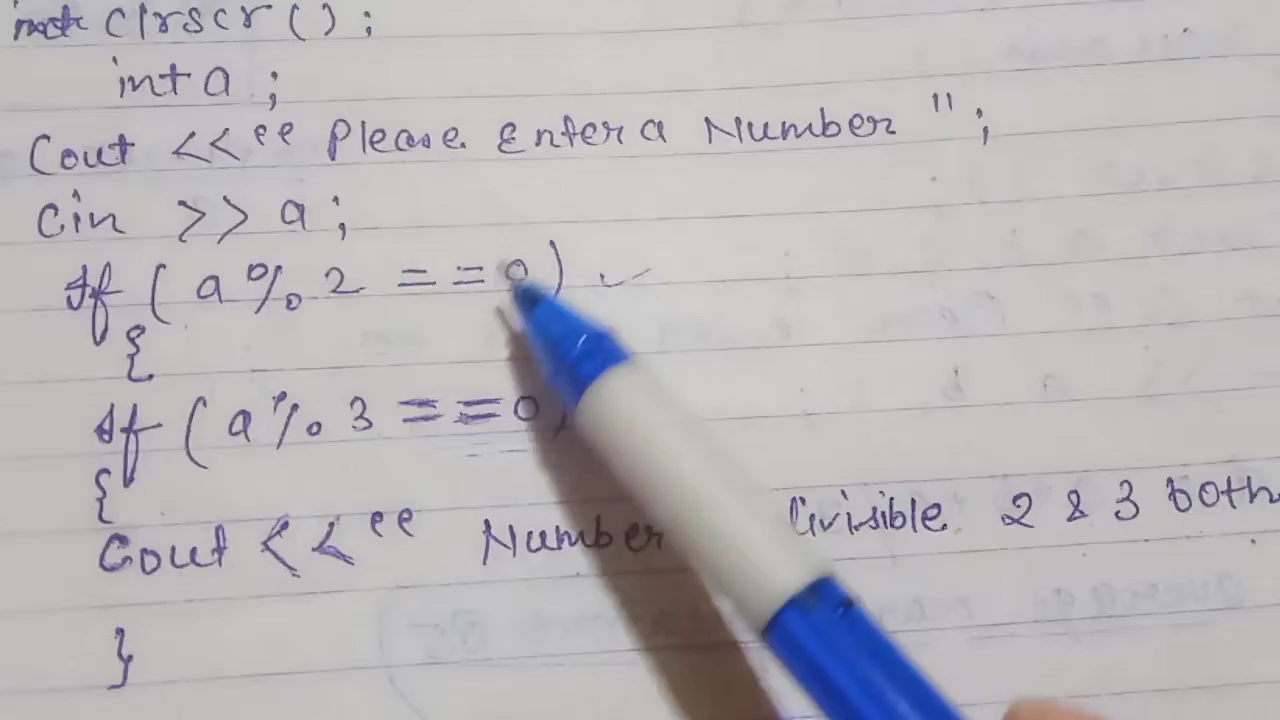 clrscr();
int a;
Cout <<" Please Enter a Number ";
Cin >> a;
If ( a % 2 = = 0)
{
If ( a % 3 = = 0)
{
Cout << " Number divisible 2 & 3 both
}